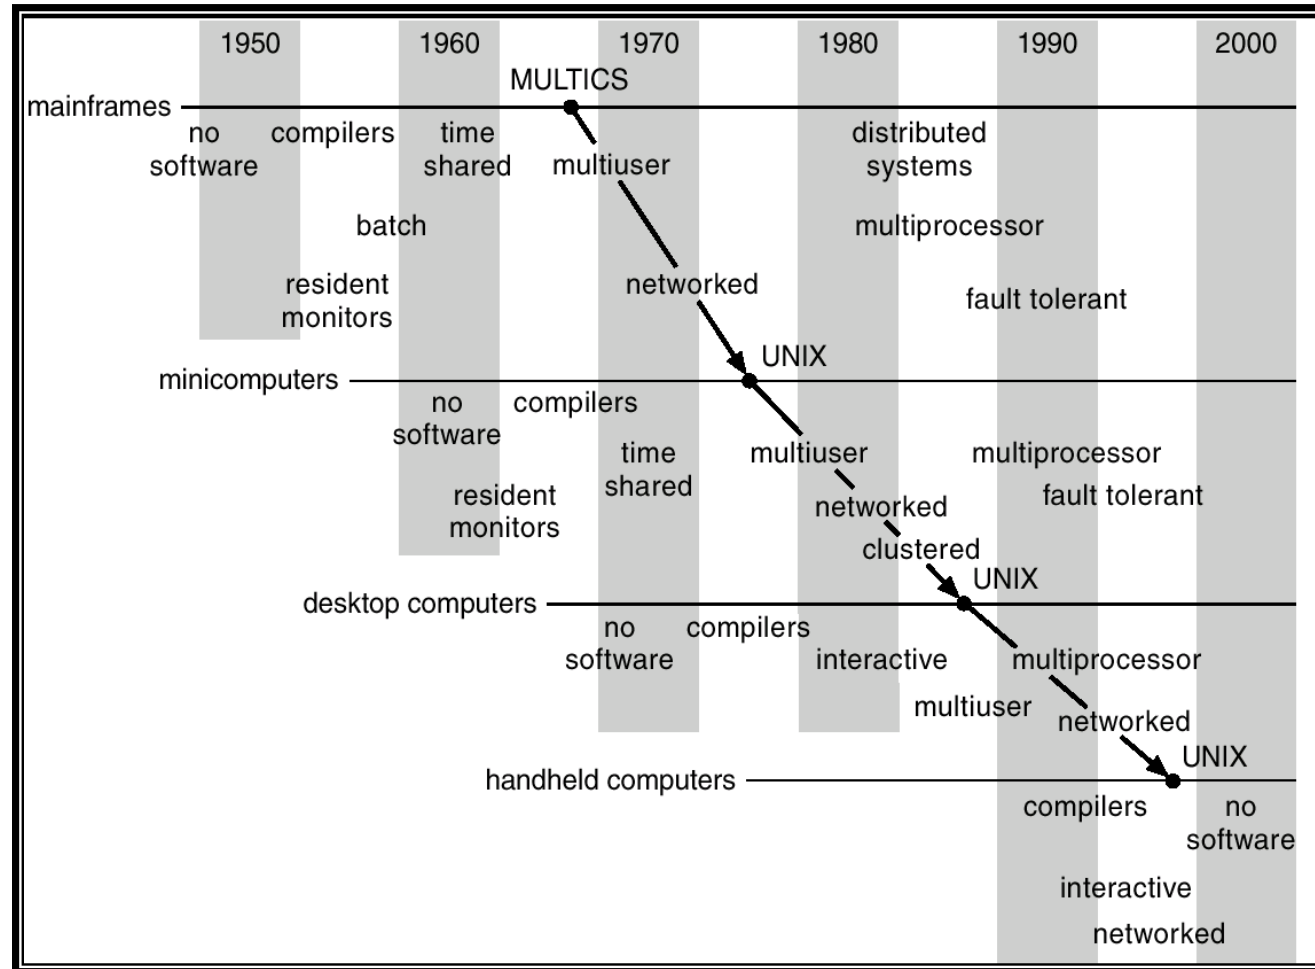 1950 1960 1970 1980 1990 2000
MULTICS
mainframes
no compilers time distributed
software shared multiuser systems
batch multiprocessor
resident networked fault tolerant
monitors
UNIX
minicomputers
no compilers
software
time multiuser multiprocessor
shared
resident networked fault tolerant
monitors
clustered
UNIX
desktop computers
no compilers
software interactive multiprocessor
multiuser
networked
UNIX
handheld computers
compilers no
software
interactive
networked